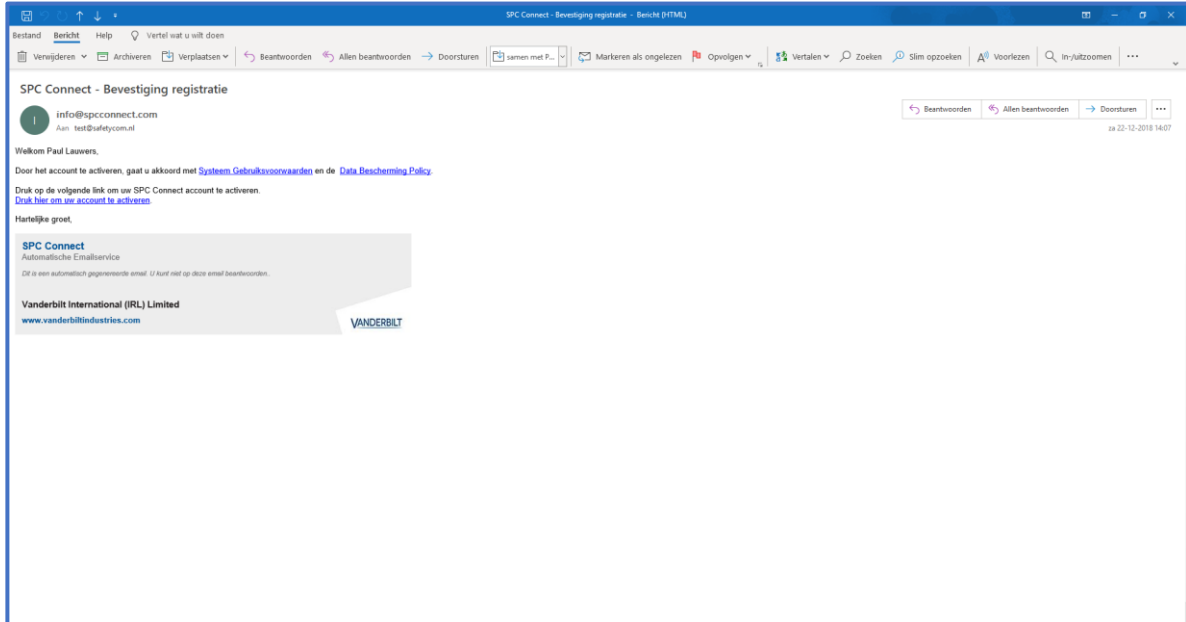 SPC Connect - Bevestiging registratie - Bericht (HTML)
Bestand Bericht Help Vertel wat u wilt doen
Verwijderen Archiveren Verplaatsen Beantwoorden Allen beantwoorden Doorsturen samen met P... Markeren als ongelezen Opvolgen Vertalen Zoeken Slim opzoeken Voorlezen In-/uitzoomen ...
SPC Connect - Bevestiging registratie
I
info@spcconnect.com
Aan test@safetycom.nl
Beantwoorden Allen beantwoorden Doorsturen ...
za 22-12-2018 14:07
Welkom Paul Lauwers,
Door het account te activeren, gaat u akkoord met Systeem Gebruiksvoorwaarden en de Data Bescherming Policy.
Druk op de volgende link om uw SPC Connect account te activeren.
Druk hier om uw account te activeren.
Hartelijke groet,
SPC Connect
Automatische Emailservice
Dit is een automatisch gegenereerde email. U kunt niet op deze email beantwoorden.
Vanderbilt International (IRL) Limited
www.vanderbiltindustries.com
VANDERBILT